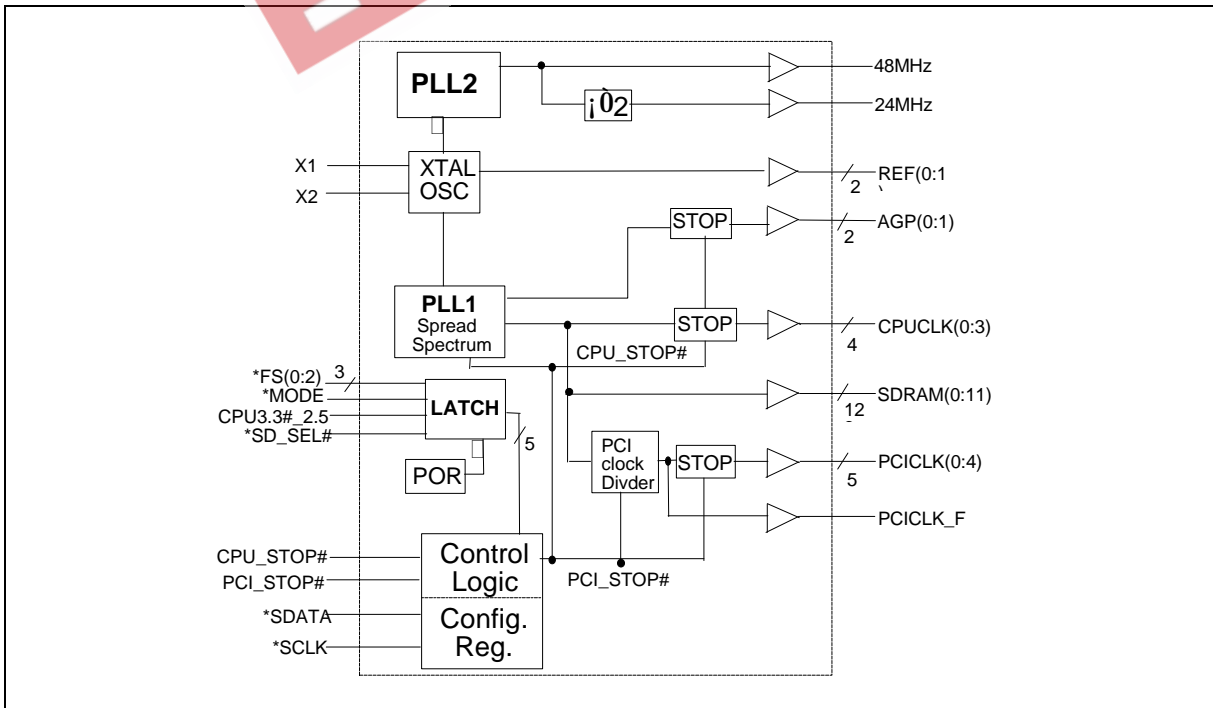 PLL2
48MHz
¡Ò2
24MHz
X1
X2
XTAL
OSC
2
REF(0:1
STOP
2
AGP(0:1)
PLL1
Spread
Spectrum
STOP
4
CPUCLK(0:3)
CPU_STOP#
*FS(0:2)
3
*MODE
CPU3.3#_2.5
*SD_SEL#
LATCH
5
12
SDRAM(0:11)
POR
PCI
clock
Divder
STOP
5
PCICLK(0:4)
PCICLK_F
CPU_STOP#
PCI_STOP#
Control
Logic
PCI_STOP#
*SDATA
*SCLK
Config.
Reg.